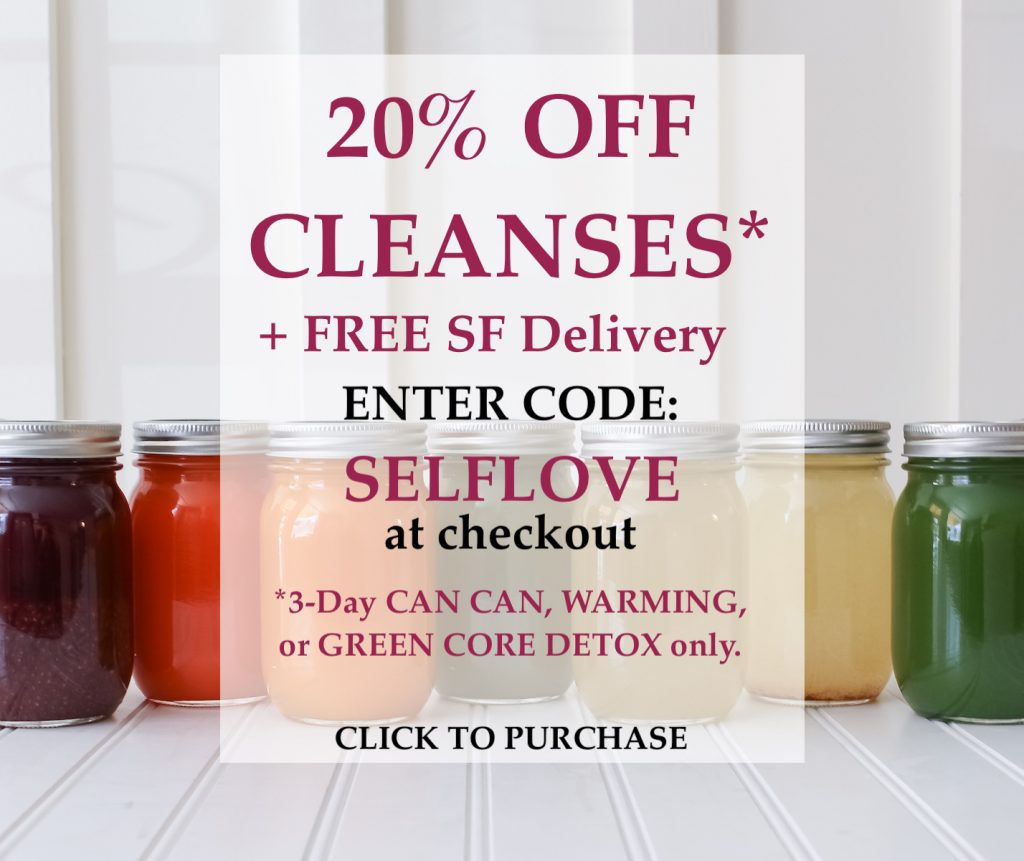 20% OFF
CLEANSES*
+ FREE SF Delivery
ENTER CODE:
SELFLOVE
at checkout
*3-Day CAN CAN, WARMING,
or GREEN CORE DETOX only.
CLICK TO PURCHASE